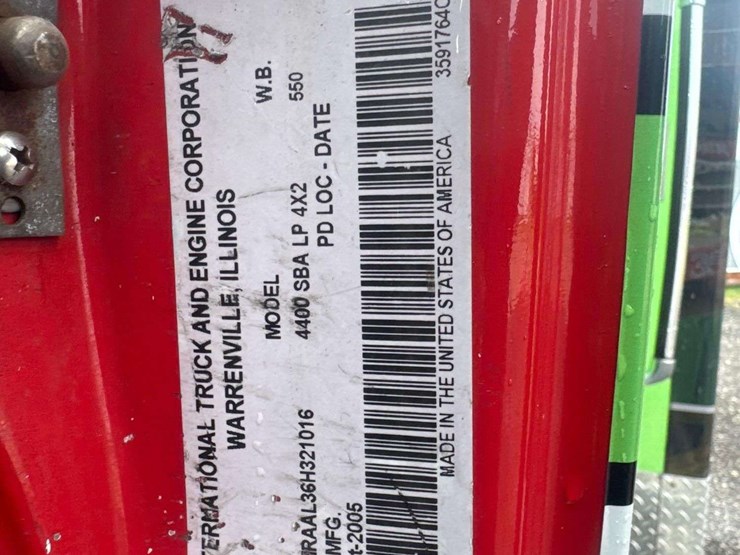 ERNATIONAL TRUCK AND ENGINE CORPORATION
WARRENVILLE, ILLINOIS
MODEL W.B.
4400 SBA LP 4X2 550
RAAL36H321016 PD LOC - DATE
MFG.
-2005
MADE IN THE UNITED STATES OF AMERICA 3591764C